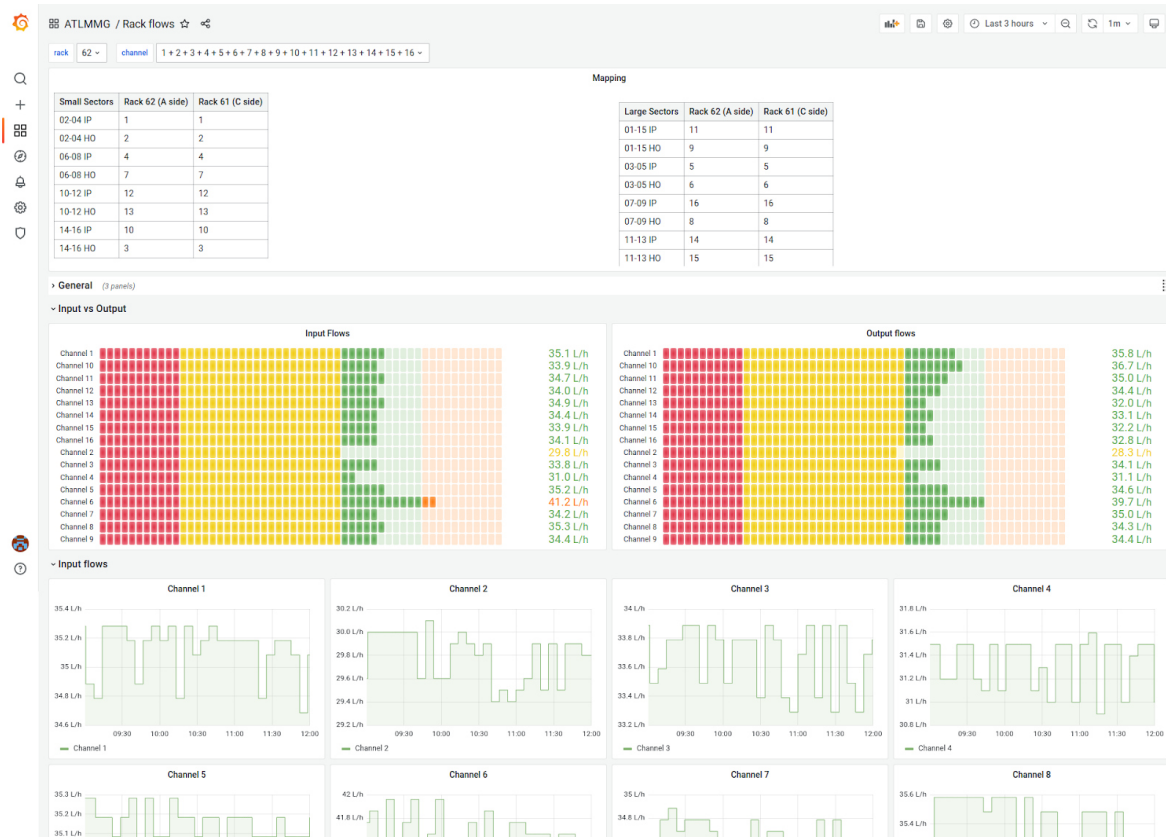 ATLMMG / Rack flows
Last 3 hours
1m
rack 62 channel 1 + 2 + 3 + 4 + 5 + 6 + 7 + 8 + 9 + 10 + 11 + 12 + 13 + 14 + 15 + 16
Mapping
Small Sectors Rack 62 (A side) Rack 61 (C side)
02-04 IP 1 1
02-04 HO 2 2
06-08 IP 4 4
06-08 HO 7 7
10-12 IP 12 12
10-12 HO 13 13
14-16 IP 10 10
14-16 HO 3 3
Large Sectors Rack 62 (A side) Rack 61 (C side)
01-15 IP 11 11
01-15 HO 9 9
03-05 IP 5 5
03-05 HO 6 6
07-09 IP 16 16
07-09 HO 8 8
11-13 IP 14 14
11-13 HO 15 15
General (3 panels)
Input vs Output
Input Flows
Channel 1 35.1 L/h
Channel 10 33.9 L/h
Channel 11 34.7 L/h
Channel 12 34.0 L/h
Channel 13 34.9 L/h
Channel 14 34.4 L/h
Channel 15 33.9 L/h
Channel 16 34.1 L/h
Channel 2 29.8 L/h
Channel 3 33.8 L/h
Channel 4 31.0 L/h
Channel 5 35.2 L/h
Channel 6 41.2 L/h
Channel 7 34.2 L/h
Channel 8 35.3 L/h
Channel 9 34.4 L/h
Output flows
Channel 1 35.8 L/h
Channel 10 36.7 L/h
Channel 11 35.0 L/h
Channel 12 34.4 L/h
Channel 13 32.0 L/h
Channel 14 33.1 L/h
Channel 15 32.2 L/h
Channel 16 32.8 L/h
Channel 2 28.3 L/h
Channel 3 34.1 L/h
Channel 4 31.1 L/h
Channel 5 34.6 L/h
Channel 6 39.7 L/h
Channel 7 35.0 L/h
Channel 8 34.3 L/h
Channel 9 34.4 L/h
Input flows
Channel 1
35.4 L/h
35.2 L/h
35 L/h
34.8 L/h
34.6 L/h
09:30 10:00 10:30 11:00 11:30 12:00
Channel 1
Channel 2
30.2 L/h
30.0 L/h
29.8 L/h
29.6 L/h
29.4 L/h
29.2 L/h
09:30 10:00 10:30 11:00 11:30 12:00
Channel 2
Channel 3
34 L/h
33.8 L/h
33.6 L/h
33.4 L/h
33.2 L/h
09:30 10:00 10:30 11:00 11:30 12:00
Channel 3
Channel 4
31.8 L/h
31.6 L/h
31.4 L/h
31.2 L/h
31 L/h
30.8 L/h
09:30 10:00 10:30 11:00 11:30 12:00
Channel 4
Channel 5
35.3 L/h
35.2 L/h
35.1 L/h
Channel 6
42 L/h
41.8 L/h
Channel 7
35 L/h
34.8 L/h
Channel 8
35.6 L/h
35.4 L/h